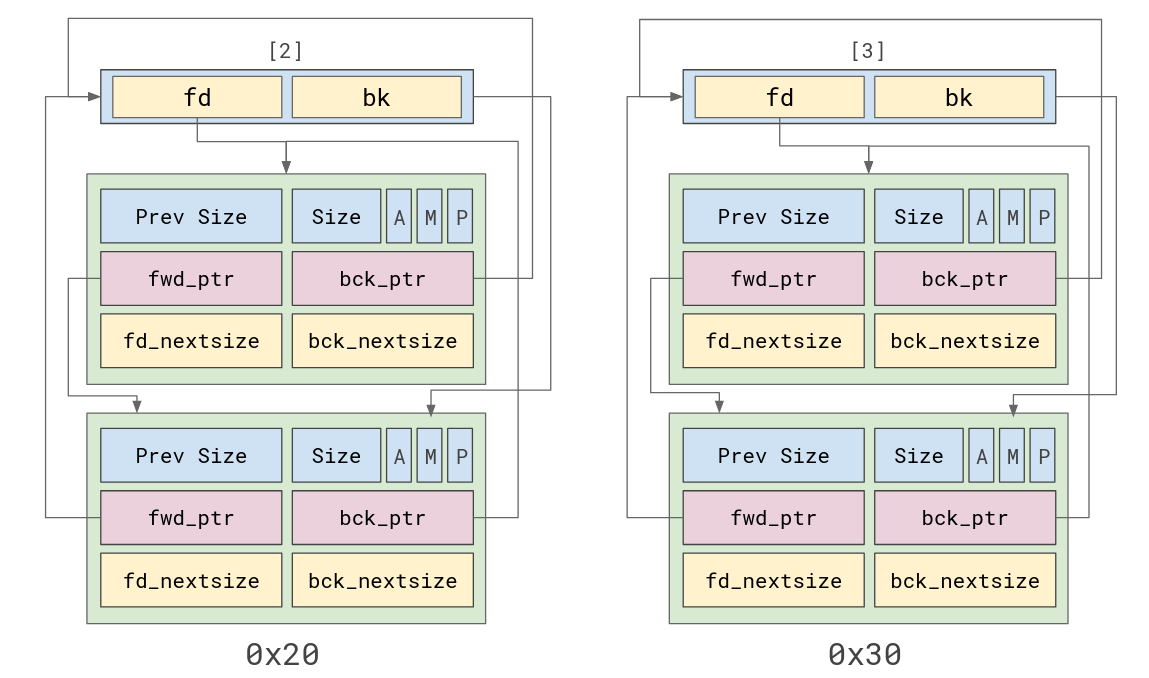 [2]
fd bk
Prev Size Size A M P
fwd_ptr bck_ptr
fd_nextsize bck_nextsize
Prev Size Size A M P
fwd_ptr bck_ptr
fd_nextsize bck_nextsize
0x20
[3]
fd bk
Prev Size Size A M P
fwd_ptr bck_ptr
fd_nextsize bck_nextsize
Prev Size Size A M P
fwd_ptr bck_ptr
fd_nextsize bck_nextsize
0x30